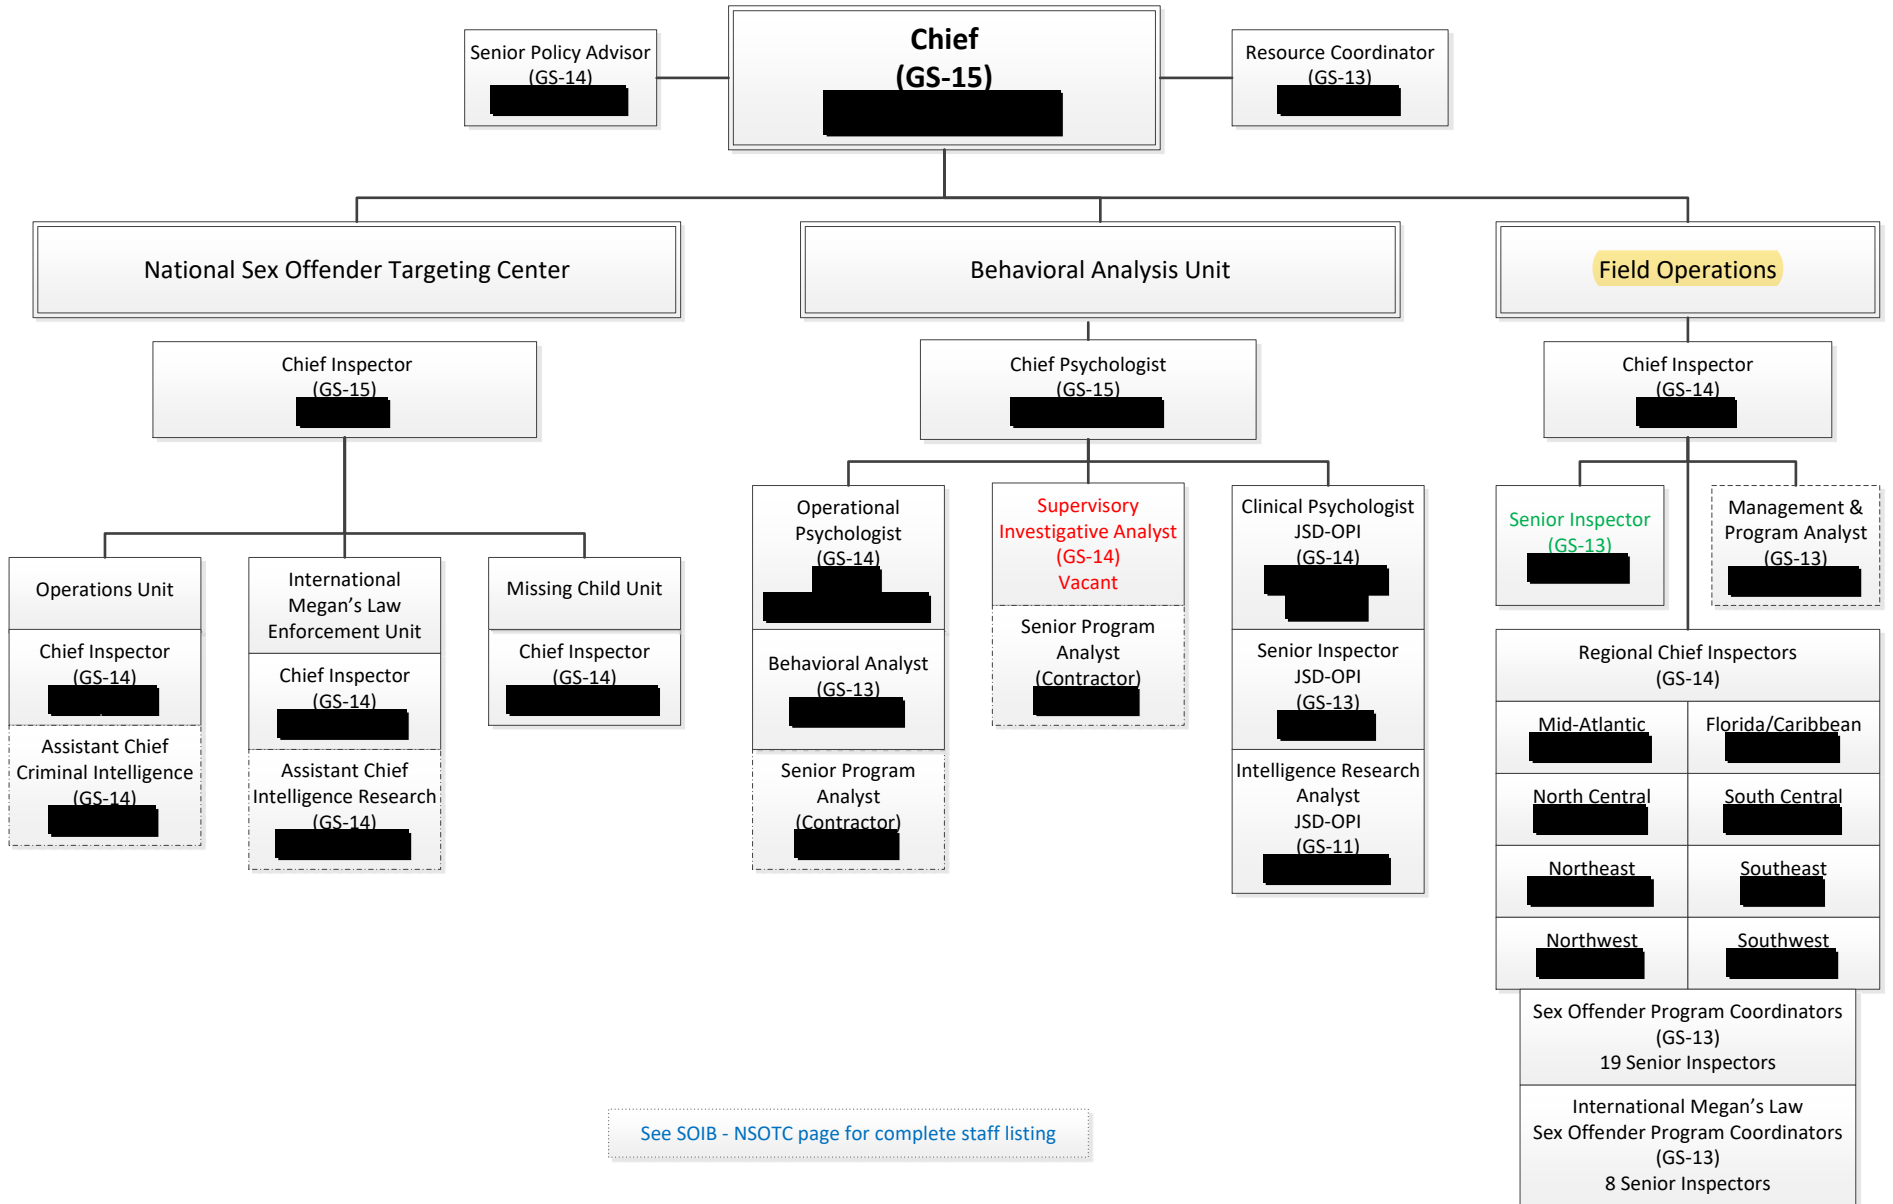 Chief
(GS-15)
Senior Policy Advisor
(GS-14)
Resource Coordinator
(GS-13)
National Sex Offender Targeting Center
Behavioral Analysis Unit
Field Operations
Chief Inspector
(GS-15)
Operations Unit
Chief Inspector
(GS-14)
Assistant Chief
Criminal Intelligence
(GS-14)
International
Megan’s Law
Enforcement Unit
Chief Inspector
(GS-14)
Assistant Chief
Intelligence Research
(GS-14)
Missing Child Unit
Chief Inspector
(GS-14)
Chief Psychologist
(GS-15)
Operational
Psychologist
(GS-14)
Behavioral Analyst
(GS-13)
Senior Program
Analyst
(Contractor)
Supervisory
Investigative Analyst
(GS-14)
Vacant
Senior Program
Analyst
(Contractor)
Clinical Psychologist
JSD-OPI
(GS-14)
Senior Inspector
JSD-OPI
(GS-13)
Intelligence Research
Analyst
JSD-OPI
(GS-11)
Chief Inspector
(GS-14)
Senior Inspector
(GS-13)
Management &
Program Analyst
(GS-13)
Regional Chief Inspectors
(GS-14)
Mid-Atlantic
Florida/Caribbean
North Central
South Central
Northeast
Southeast
Northwest
Southwest
Sex Offender Program Coordinators
(GS-13)
19 Senior Inspectors
International Megan’s Law
Sex Offender Program Coordinators
(GS-13)
8 Senior Inspectors
See SOIB - NSOTC page for complete staff listing